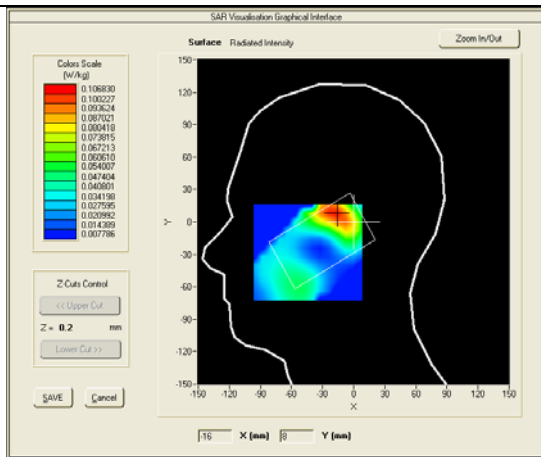 SAR Visualisation Graphical Interface
Surface Radiated Intensity
Zoom In/Out
Colors Scale
(W/kg)
0.106830
0.100227
0.093624
0.087021
0.080418
0.073815
0.067213
0.060610
0.054007
0.047404
0.040801
0.034198
0.027595
0.020992
0.014389
0.007786
Z-Cuts Control
<< Upper Cut
Z = 0.2 mm
Lower Cut >>
SAVE Cancel
150
120
90
60
30
0
-30
-60
-90
-120
-150
Y
-150 -120 -90 -60 -30 0 30 60 90 120 150
X
-16 X (mm) 8 Y (mm)